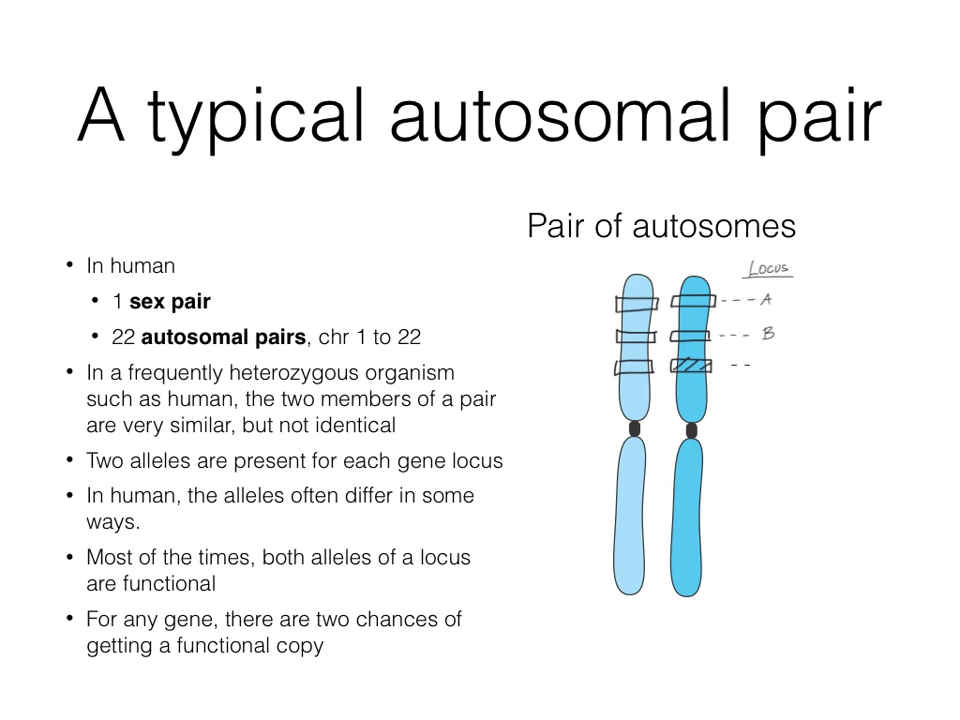 A typical autosomal pair
Pair of autosomes
• In human
• 1 sex pair
• 22 autosomal pairs, chr 1 to 22
• In a frequently heterozygous organism
such as human, the two members of a pair
are very similar, but not identical
• Two alleles are present for each gene locus
• In human, the alleles often differ in some
ways.
• Most of the times, both alleles of a locus
are functional
• For any gene, there are two chances of
getting a functional copy
Locus
--- A
--- B
--